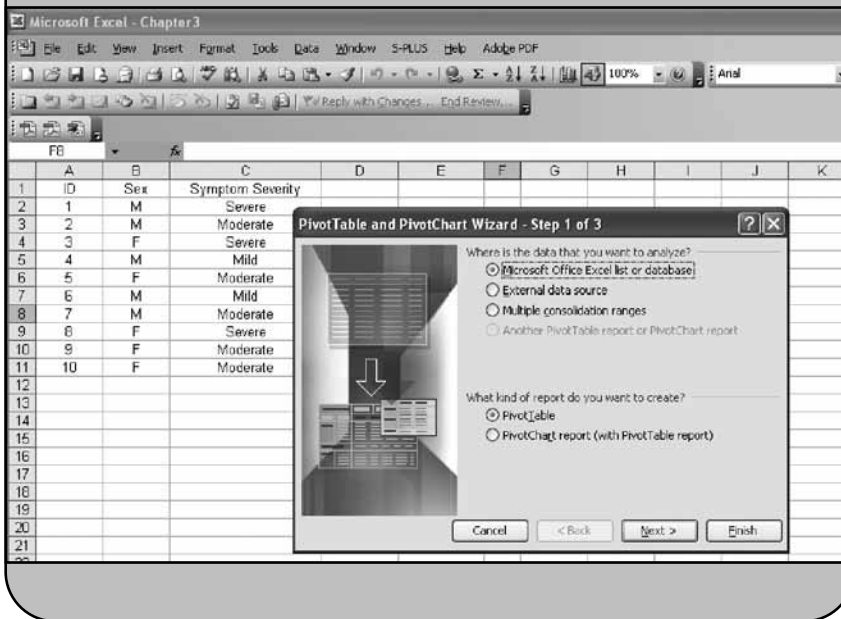 Microsoft Excel - Chapter3
File Edit View Insert Format Tools Data Window S-PLUS Help Adobe PDF
100% Arial
Reply with Changes... End Review...
F8 fx
A B C D E F G H I J K
1 ID Sex Symptom Severity
2 1 M Severe
3 2 M Moderate
4 3 F Severe
5 4 M Mild
6 5 F Moderate
7 6 M Mild
8 7 M Moderate
9 8 F Severe
10 9 F Moderate
11 10 F Moderate
12
13
14
15
16
17
18
19
20
21
PivotTable and PivotChart Wizard - Step 1 of 3
Where is the data that you want to analyze?
Microsoft Office Excel list or database
External data source
Multiple consolidation ranges
Another PivotTable report or PivotChart report
What kind of report do you want to create?
PivotTable
PivotChart report (with PivotTable report)
Cancel < Back Next > Finish